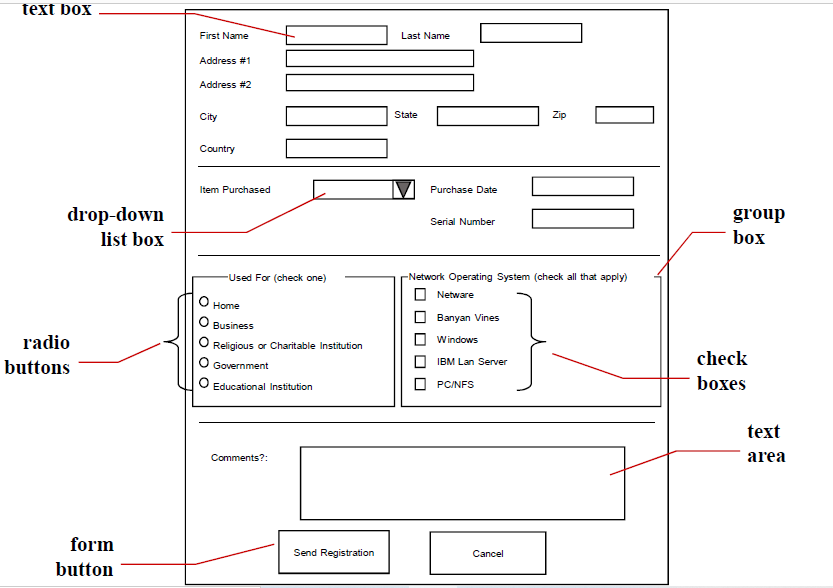 text box
First Name
Last Name
Address #1
Address #2
City
State
Zip
Country
Item Purchased
Purchase Date
drop-down
list box
Serial Number
group
box
Used For (check one)
Network Operating System (check all that apply)
radio
buttons
Home
Business
Religious or Charitable Institution
Government
Educational Institution
Netware
Banyan Vines
Windows
IBM Lan Server
PC/NFS
check
boxes
text
area
Comments?:
form
button
Send Registration
Cancel